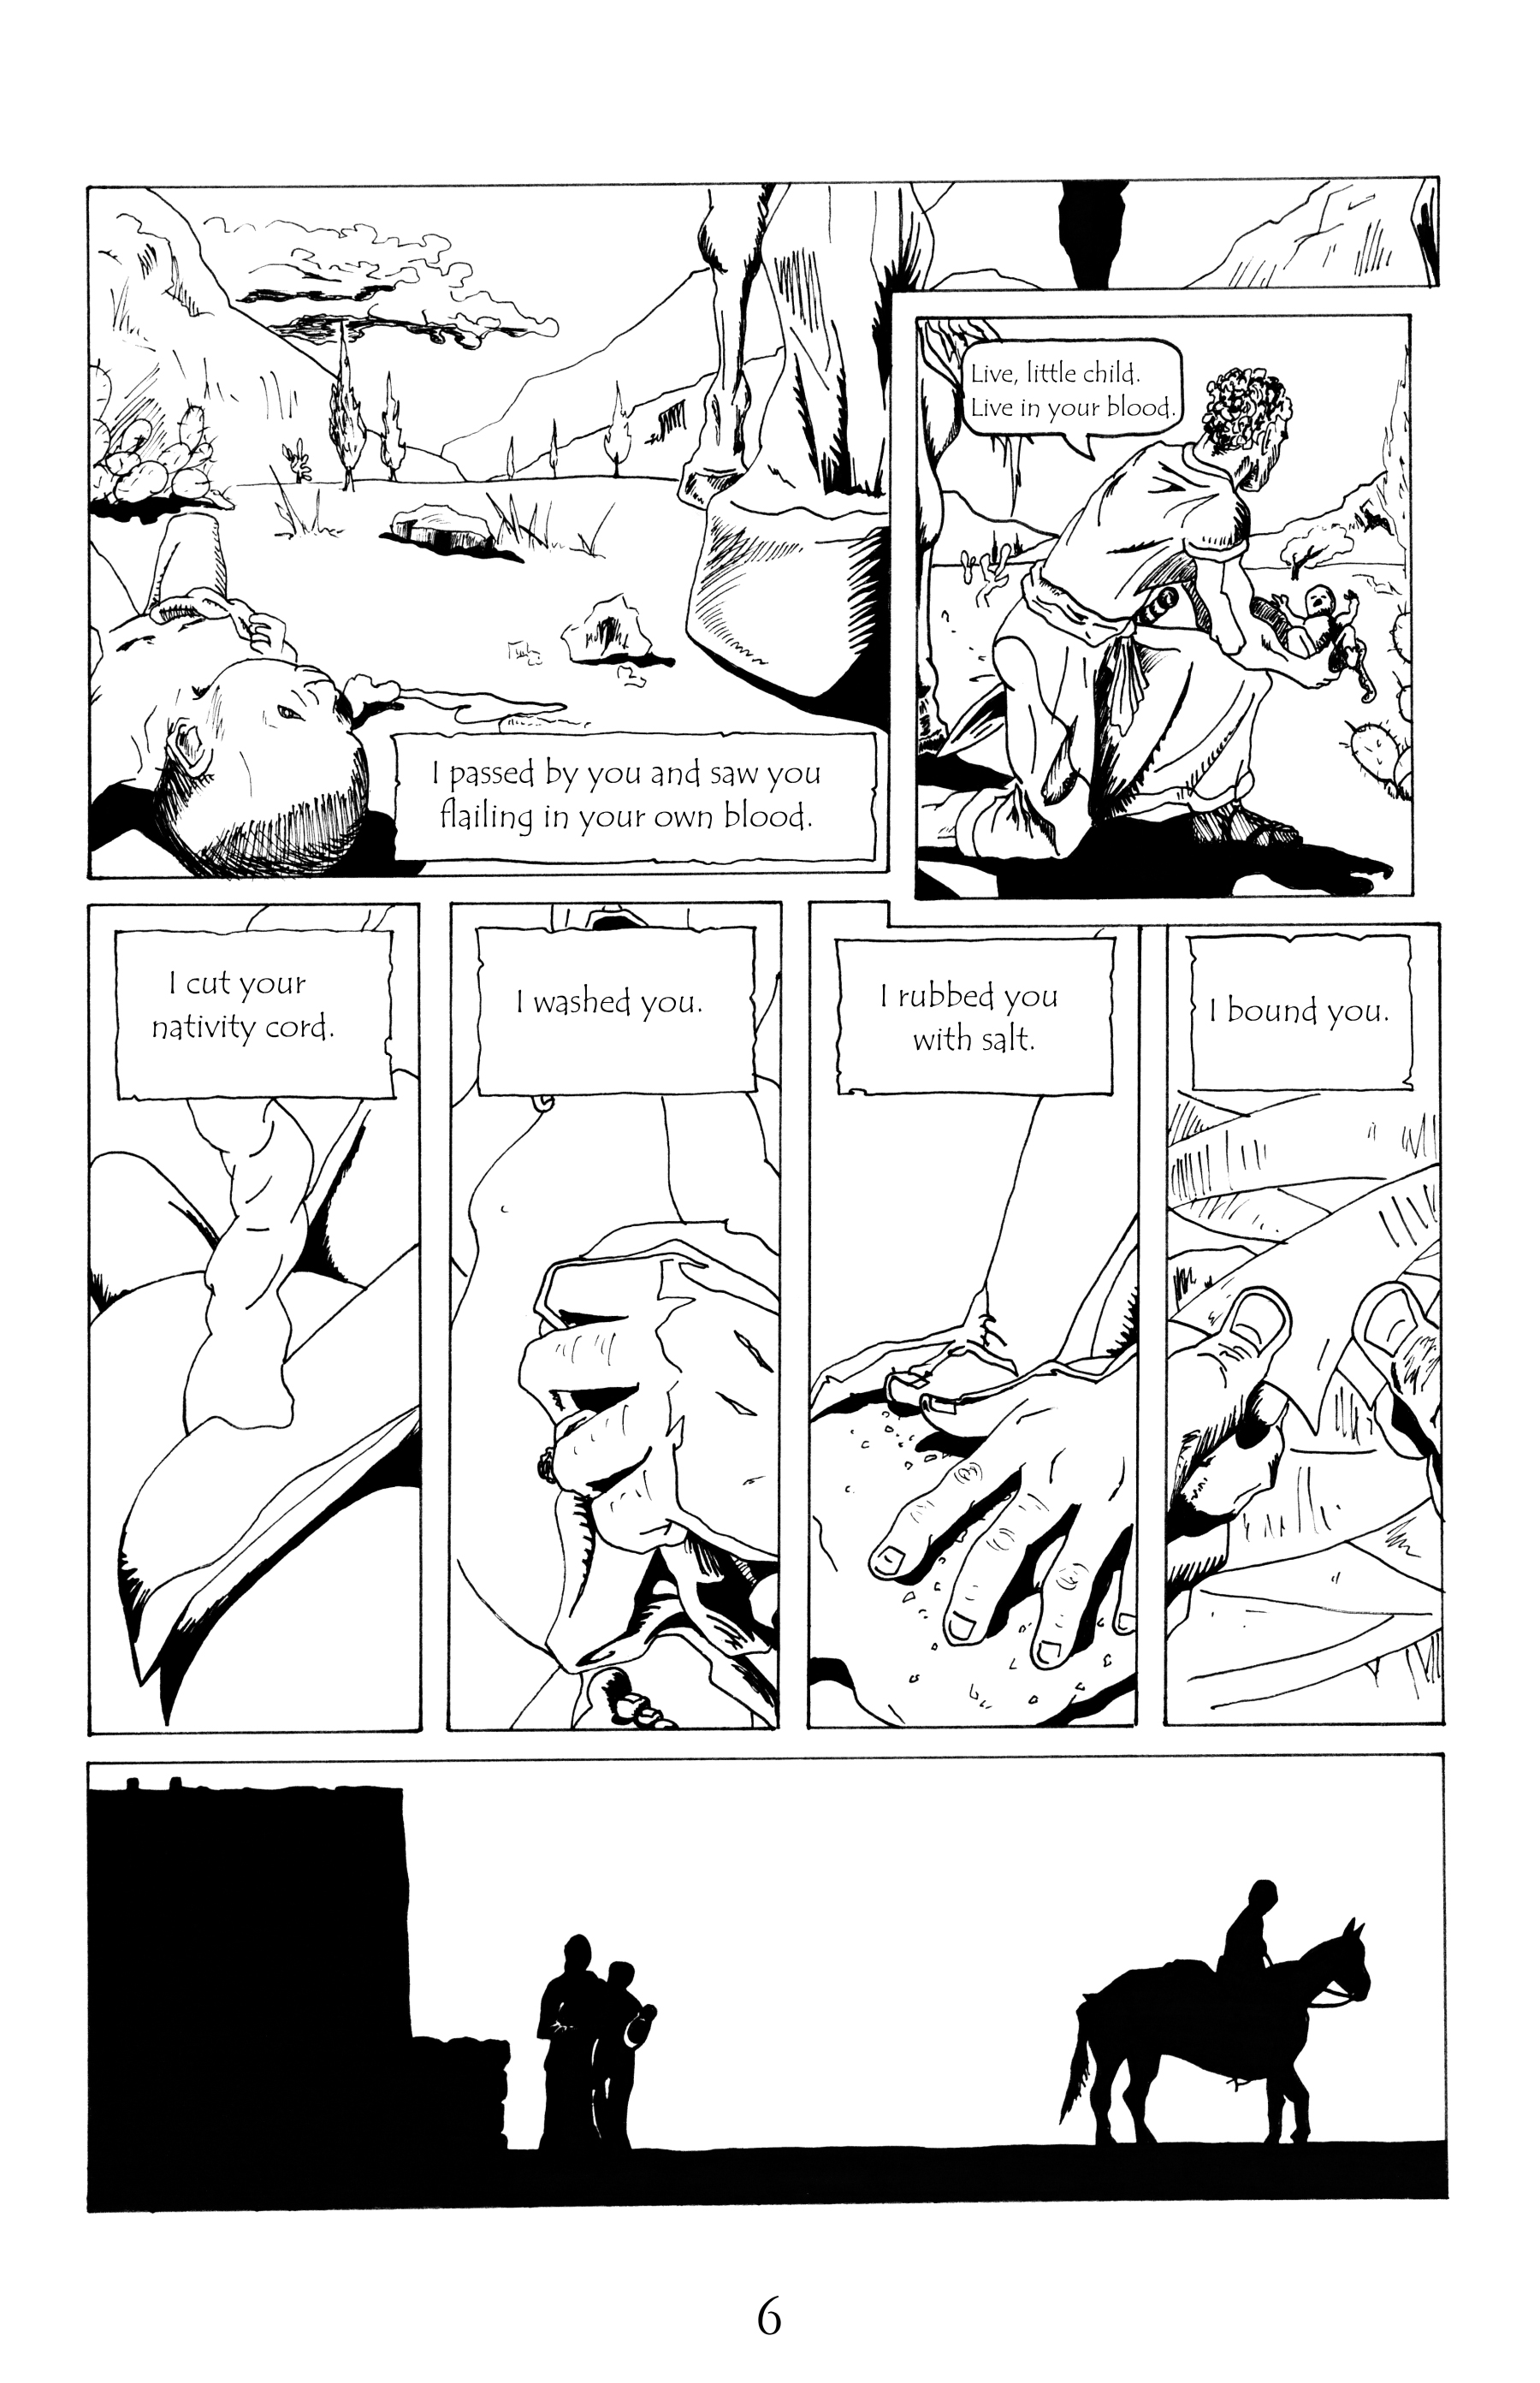 I passed by you and saw you
flailing in your own blood.
Live, little child.
Live in your blood.
I cut your
nativity cord.
I washed you.
I rubbed you
with salt.
I bound you.
6